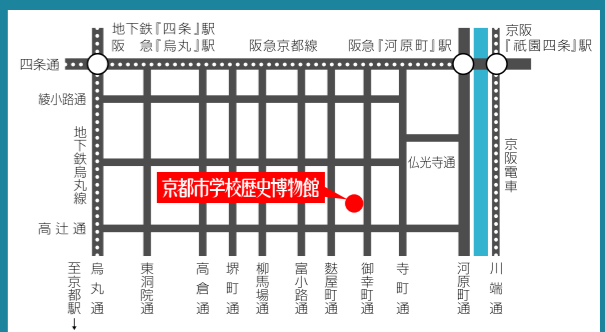 地下鉄『四条』駅
阪 急『烏丸』駅
阪急京都線
阪急『河原町』駅
京阪
『祇園四条』駅
四条通
綾小路通
地下鉄烏丸線
仏光寺通
京阪電車
京都市学校歴史博物館
高辻通
至京都駅
烏丸通
東洞院通
高倉通
堺町通
柳馬場通
富小路通
麩屋町通
御幸町通
寺町通
河原町通
川端通
↓